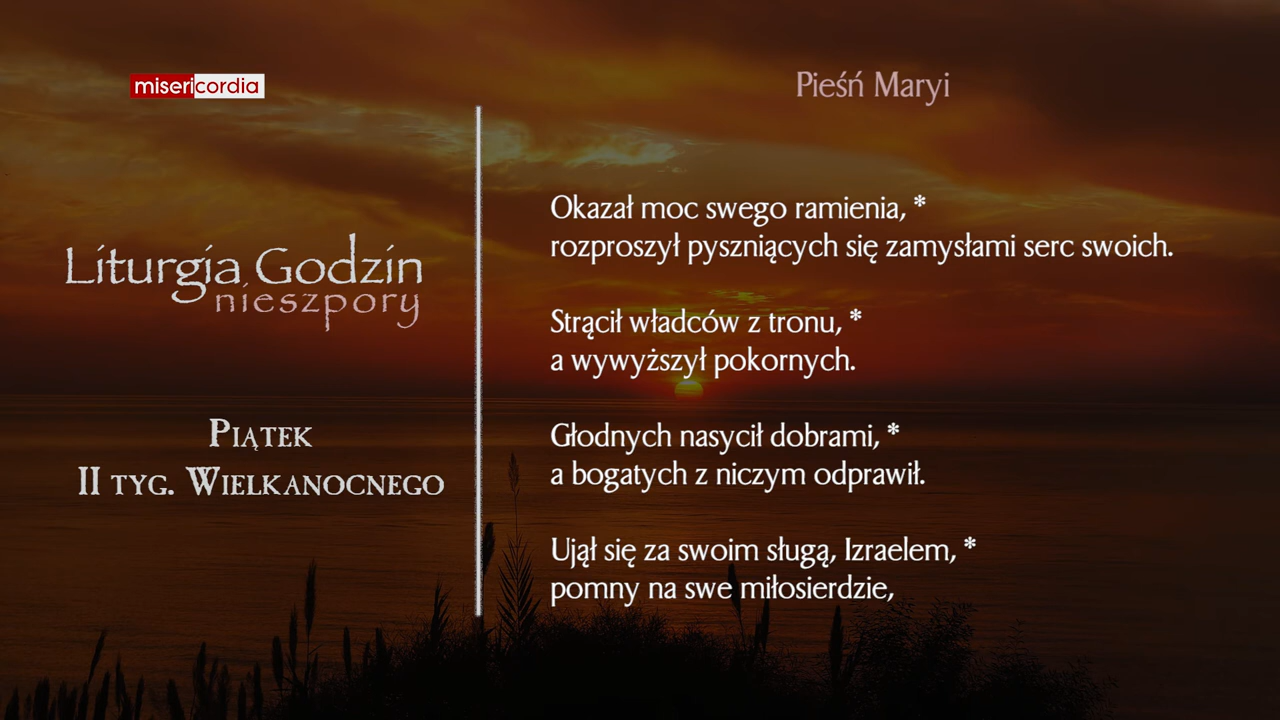 misericordia
Liturgia Godzin
nieszpory
Piątek
II tyg. Wielkanocnego
Pieśń Maryi
Okazał moc swego ramienia, *
rozproszył pyszniących się zamysłami serc swoich.
Strącił władców z tronu, *
a wywyższył pokornych.
Głodnych nasycił dobrami, *
a bogatych z niczym odprawił.
Ujął się za swoim sługą, Izraelem, *
pomny na swe miłosierdzie,